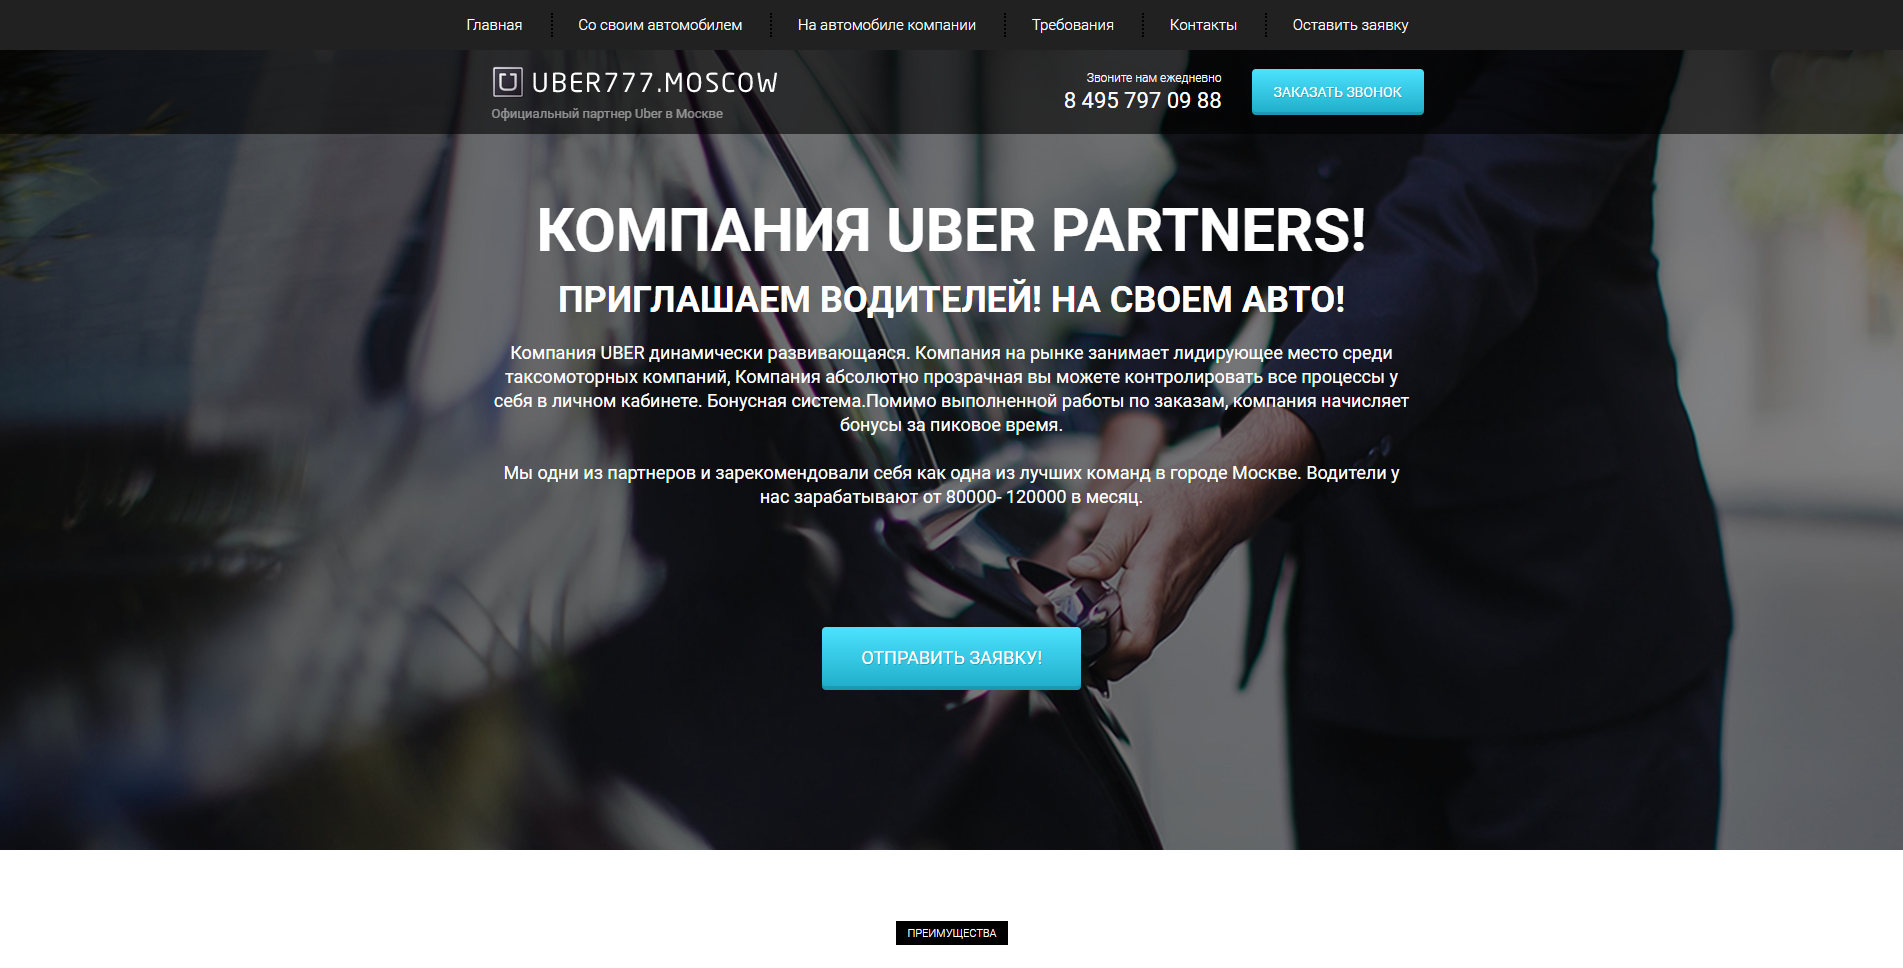 Главная
Со своим автомобилем
На автомобиле компании
Требования
Контакты
Оставить заявку
UBER777.MOSCOW
Официальный партнер Uber в Москве
Звоните нам ежедневно
8 495 797 09 88
ЗАКАЗАТЬ ЗВОНОК
КОМПАНИЯ UBER PARTNERS!
ПРИГЛАШАЕМ ВОДИТЕЛЕЙ! НА СВОЕМ АВТО!
Компания UBER динамически развивающаяся. Компания на рынке занимает лидирующее место среди
таксомоторных компаний, Компания абсолютно прозрачная вы можете контролировать все процессы у
себя в личном кабинете. Бонусная система.Помимо выполненной работы по заказам, компания начисляет
бонусы за пиковое время.
Мы одни из партнеров и зарекомендовали себя как одна из лучших команд в городе Москве. Водители у
нас зарабатывают от 80000- 120000 в месяц.
ОТПРАВИТЬ ЗАЯВКУ!
ПРЕИМУЩЕСТВА